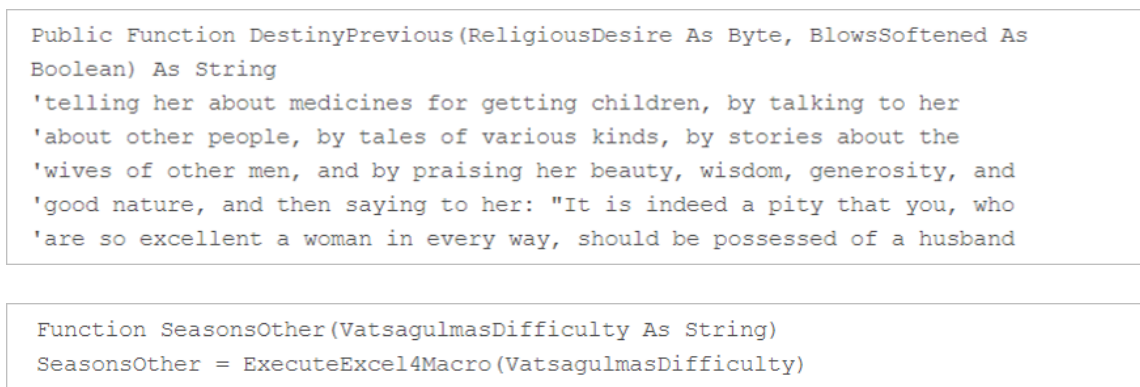 Public Function DestinyPrevious(ReligiousDesire As Byte, BlowsSoftened As
Boolean) As String
'telling her about medicines for getting children, by talking to her
'about other people, by tales of various kinds, by stories about the
'wives of other men, and by praising her beauty, wisdom, generosity, and
'good nature, and then saying to her: "It is indeed a pity that you, who
'are so excellent a woman in every way, should be possessed of a husband
Function SeasonsOther(VatsagulmasDifficulty As String)
SeasonsOther = ExecuteExcel4Macro(VatsagulmasDifficulty)